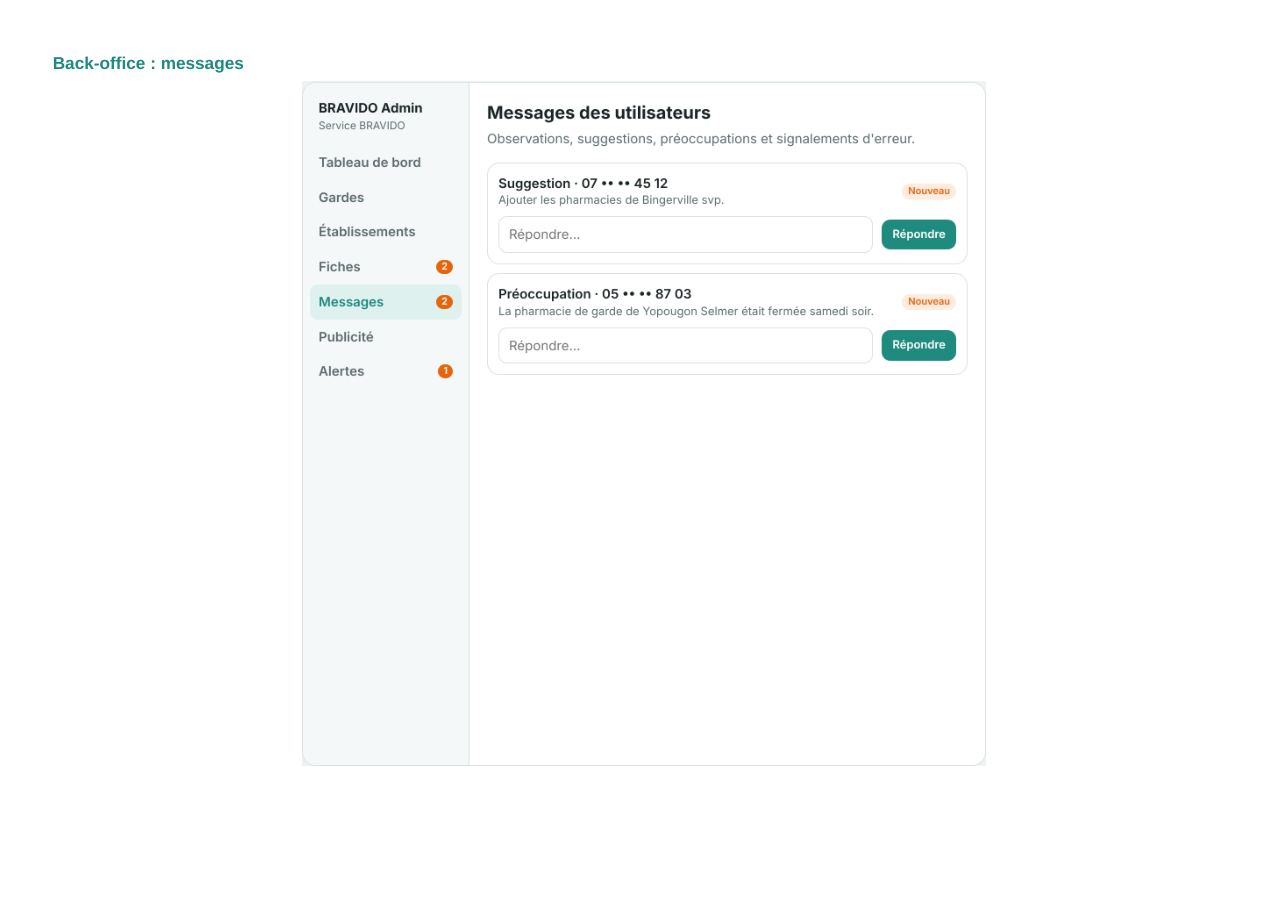 Back-office : messages
BRAVIDO Admin
Service BRAVIDO
Tableau de bord
Gardes
Établissements
Fiches 2
Messages 2
Publicité
Alertes 1
Messages des utilisateurs
Observations, suggestions, préoccupations et signalements d'erreur.
Suggestion · 07 •• •• 45 12
Ajouter les pharmacies de Bingerville svp.
Nouveau
Répondre...
Répondre
Préoccupation · 05 •• •• 87 03
La pharmacie de garde de Yopougon Selmer était fermée samedi soir.
Nouveau
Répondre...
Répondre